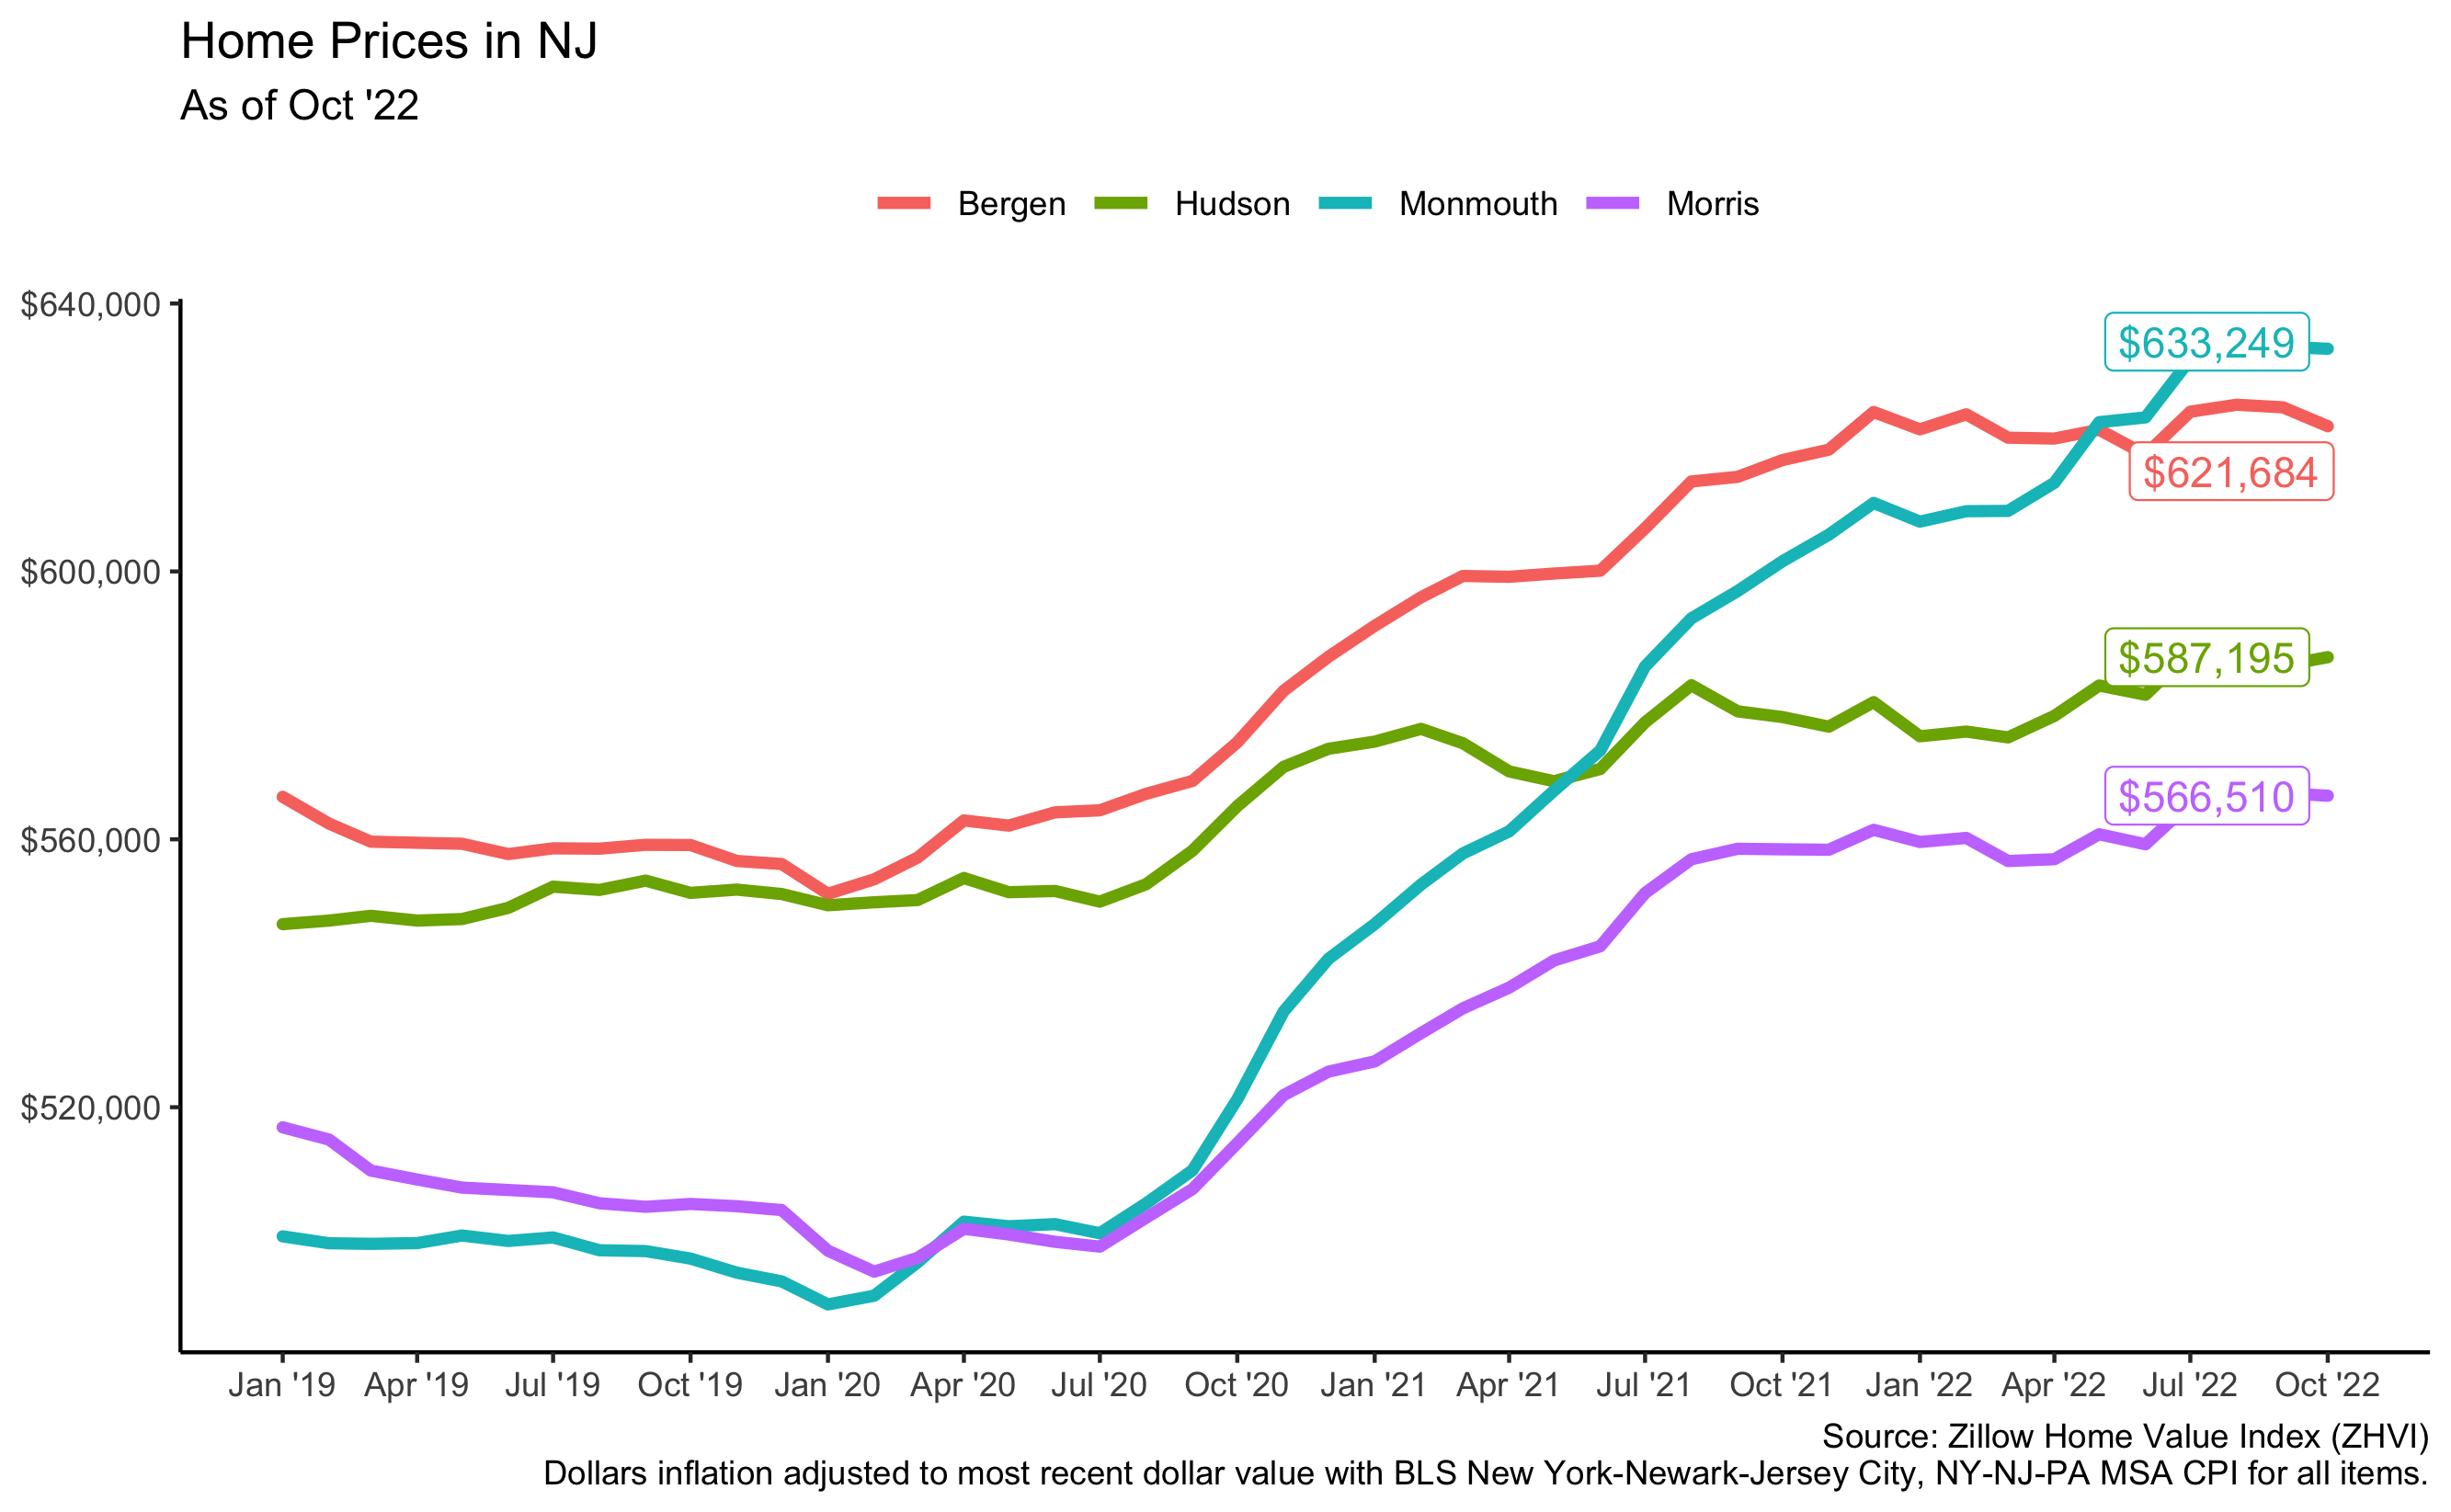 Home Prices in NJ
As of Oct '22
Bergen Hudson Monmouth Morris
$640,000
$600,000
$560,000
$520,000
$633,249
$621,684
$587,195
$566,510
Jan '19 Apr '19 Jul '19 Oct '19 Jan '20 Apr '20 Jul '20 Oct '20 Jan '21 Apr '21 Jul '21 Oct '21 Jan '22 Apr '22 Jul '22 Oct '22
Source: Zillow Home Value Index (ZHVI)
Dollars inflation adjusted to most recent dollar value with BLS New York-Newark-Jersey City, NY-NJ-PA MSA CPI for all items.